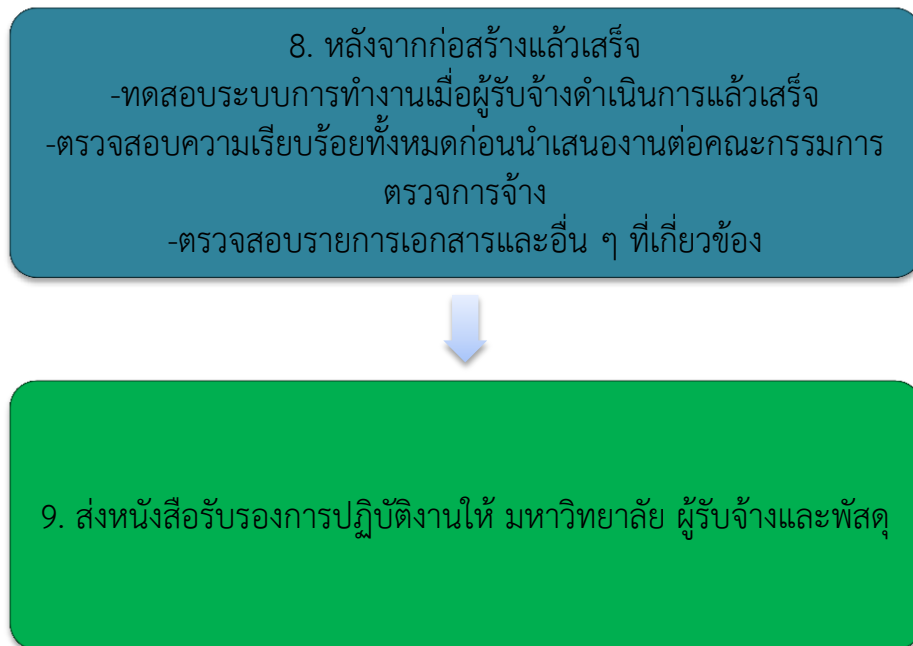 8. หลังจากก่อสร้างแล้วเสร็จ
-ทดสอบระบบการทำงานเมื่อผู้รับจ้างดำเนินการแล้วเสร็จ
-ตรวจสอบความเรียบร้อยทั้งหมดก่อนนำเสนองานต่อคณะกรรมการ
ตรวจการจ้าง
-ตรวจสอบรายการเอกสารและอื่น ๆ ที่เกี่ยวข้อง
9. ส่งหนังสือรับรองการปฏิบัติงานให้ มหาวิทยาลัย ผู้รับจ้างและพัสดุ